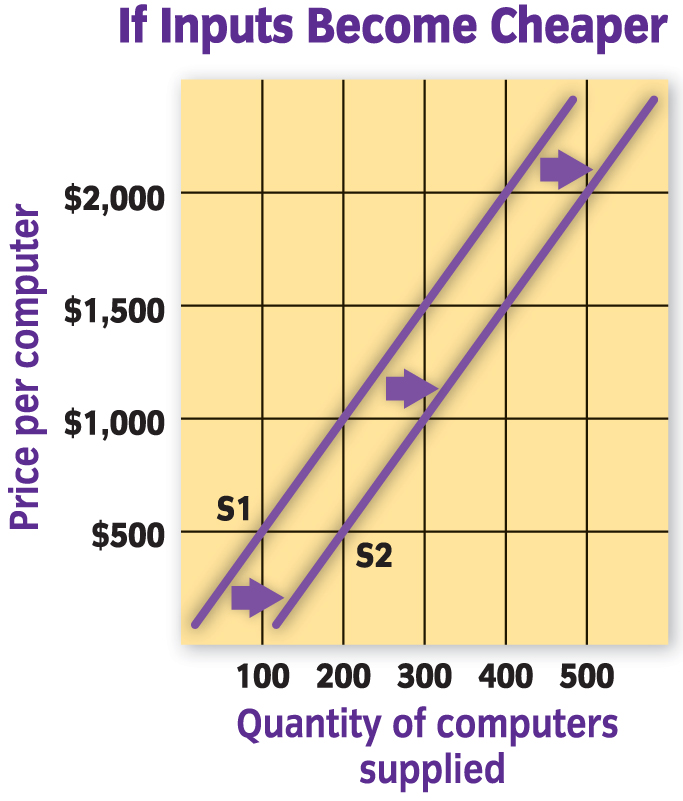 If Inputs Become Cheaper
Price per computer
$2,000
$1,500
$1,000
$500
S1
S2
100 200 300 400 500
Quantity of computers
supplied